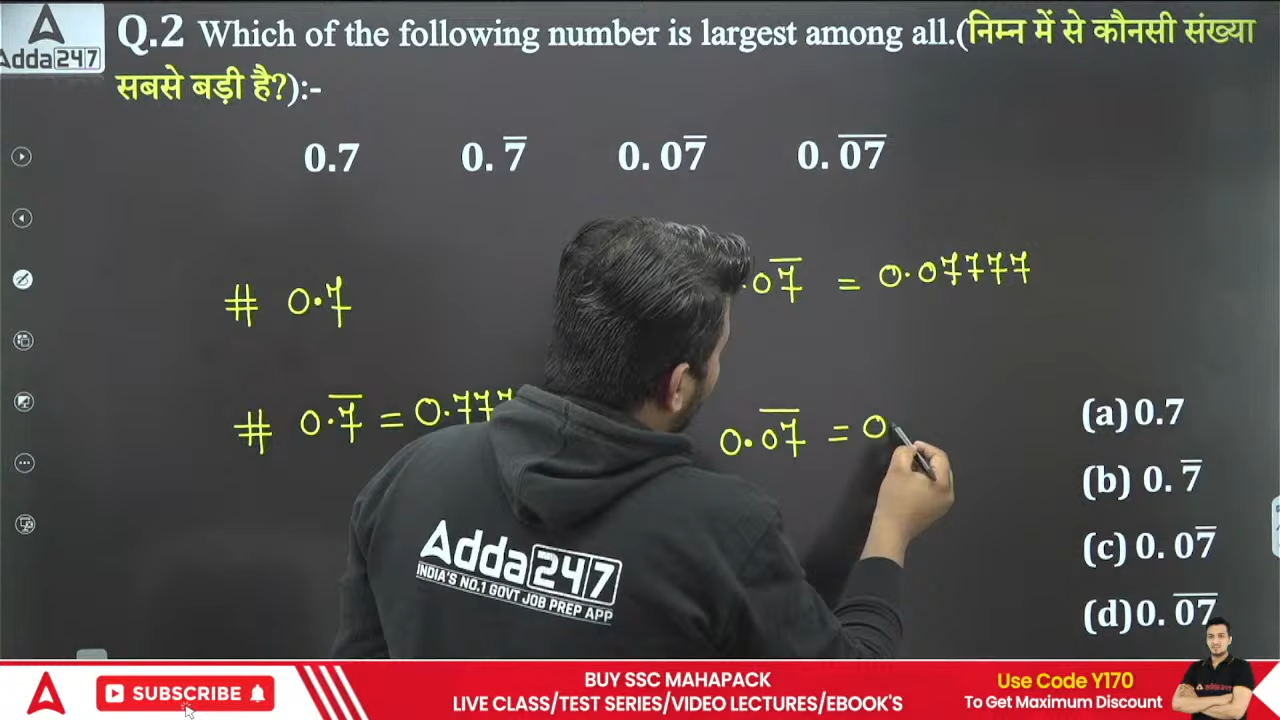 Adda247
Q.2 Which of the following number is largest among all.(निम्न में से कौनसी संख्या
सबसे बड़ी है?):-
0.7 0.7̅ 0.07̅ 0.0̅7̅
# 0.7
.07̅ = 0.07777
# 0.7̅ = 0.777
0.0̅7̅ = 0
(a) 0.7
(b) 0.7̅
(c) 0.07̅
(d) 0.0̅7̅
Adda247
INDIA'S NO.1 GOVT JOB PREP APP
SUBSCRIBE
BUY SSC MAHAPACK
LIVE CLASS/TEST SERIES/VIDEO LECTURES/EBOOK'S
Use Code Y170
To Get Maximum Discount